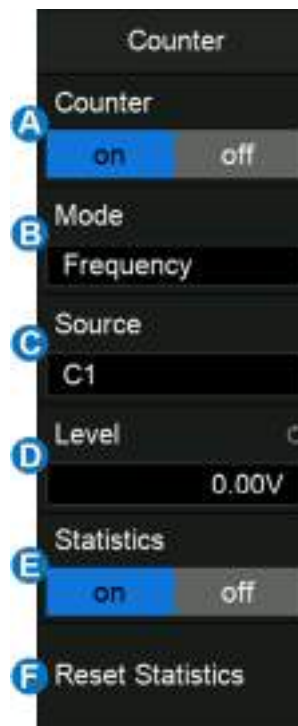 Counter
A
Counter
on off
B
Mode
Frequency
C
Source
C1
D
Level
0.00V
E
Statistics
on off
F
Reset Statistics